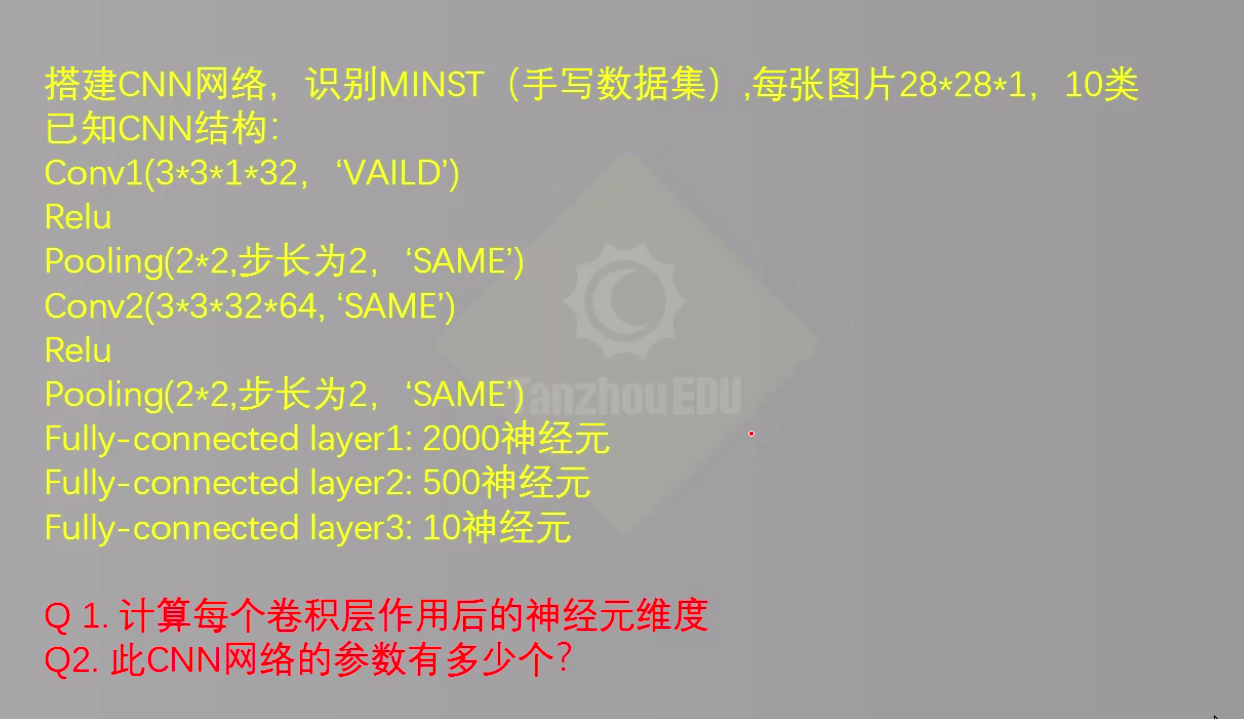 搭建CNN网络，识别MINST（手写数据集）,每张图片28*28*1，10类
已知CNN结构：
Conv1(3*3*1*32，‘VAILD’)
Relu
Pooling(2*2,步长为2，‘SAME’)
Conv2(3*3*32*64, ‘SAME’)
Relu
Pooling(2*2,步长为2，‘SAME’)
Tanzhou EDU
Fully-connected layer1: 2000神经元
Fully-connected layer2: 500神经元
Fully-connected layer3: 10神经元
Q 1. 计算每个卷积层作用后的神经元维度
Q2. 此CNN网络的参数有多少个？